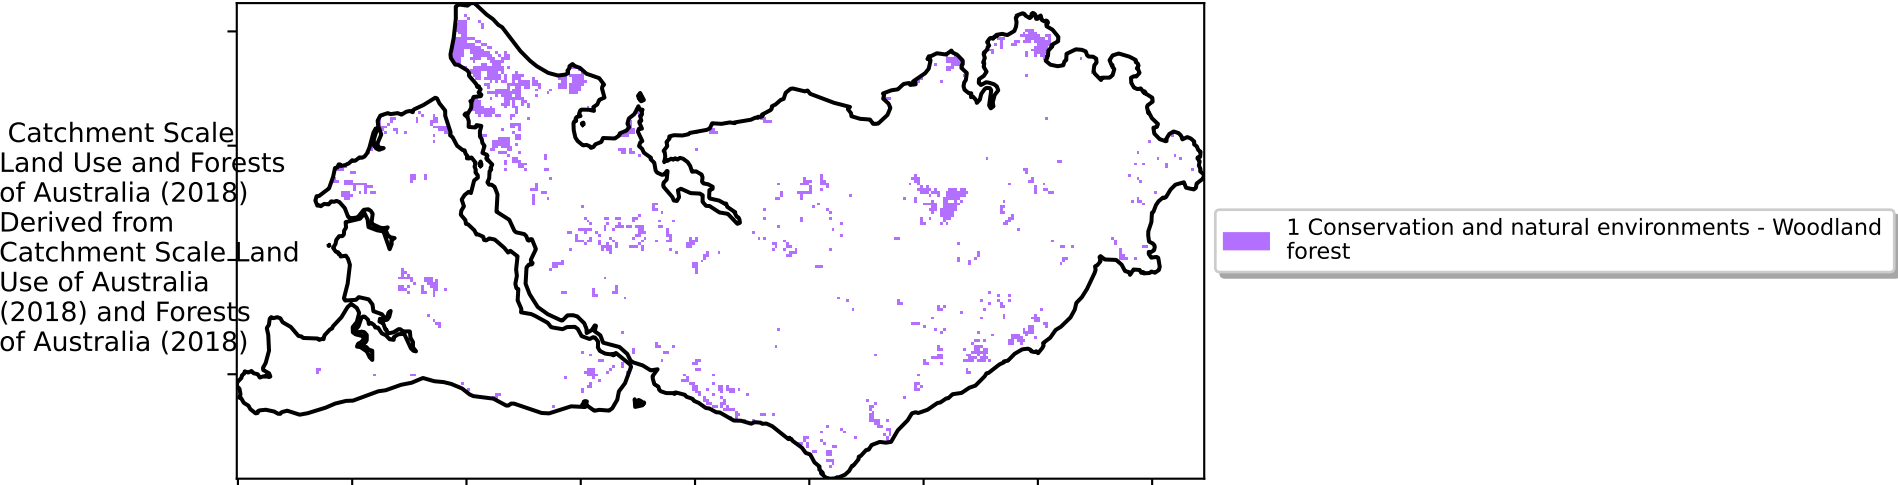 Catchment Scale
Land Use and Forests
of Australia (2018)
Derived from
Catchment Scale Land
Use of Australia
(2018) and Forests
of Australia (2018)
1 Conservation and natural environments - Woodland
forest